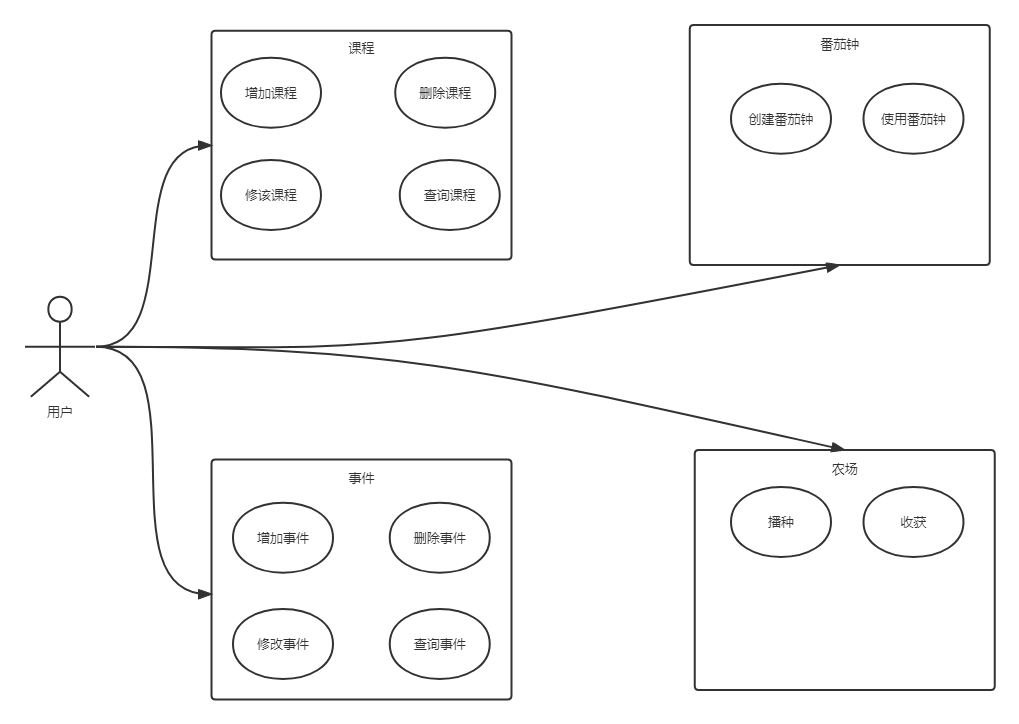 课程
增加课程
删除课程
修该课程
查询课程
番茄钟
创建番茄钟
使用番茄钟
用户
事件
增加事件
删除事件
修改事件
查询事件
农场
播种
收获